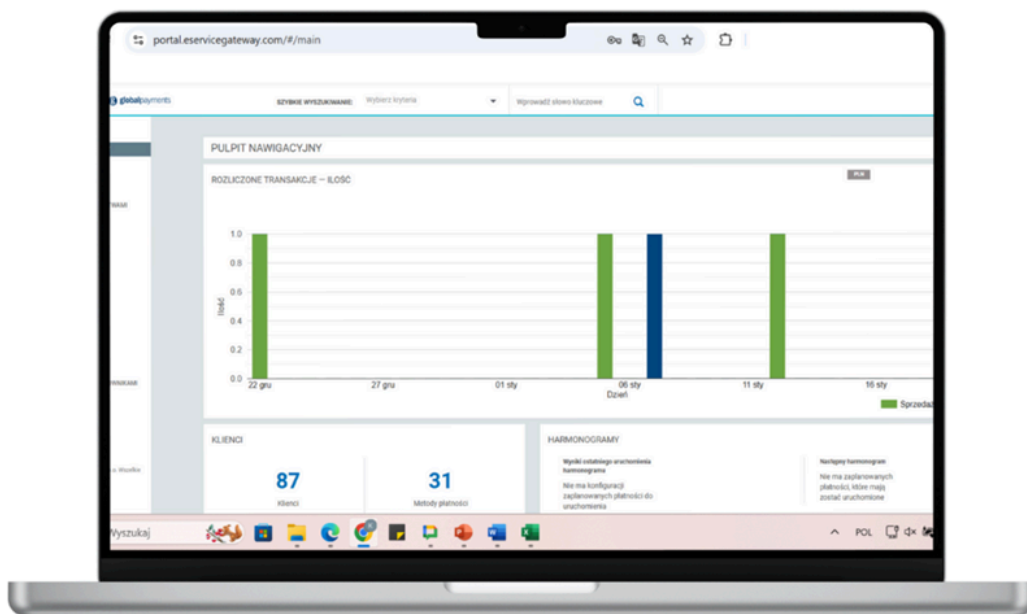 portal.eservicegateway.com/#/main
globalpayments
SZYBKIE WYSZUKIWANIE:
Wybierz kryteria
Wprowadź słowo kluczowe
PULPIT NAWIGACYJNY
ROZLICZONE TRANSAKCJE – ILOŚĆ
PLN
1.0
0.8
0.6
0.4
0.2
0.0
Ilość
22 gru
27 gru
01 sty
06 sty
11 sty
16 sty
Dzień
Sprzedaż
KLIENCI
87
Klienci
31
Metody płatności
HARMONOGRAMY
Wyniki ostatniego uruchomienia
harmonogramu
Nie ma konfiguracji
zaplanowanych płatności do
uruchomienia
Następny harmonogram
Nie ma zaplanowanych
płatności, które mają
zostać uruchomione
Wyszukaj
POL